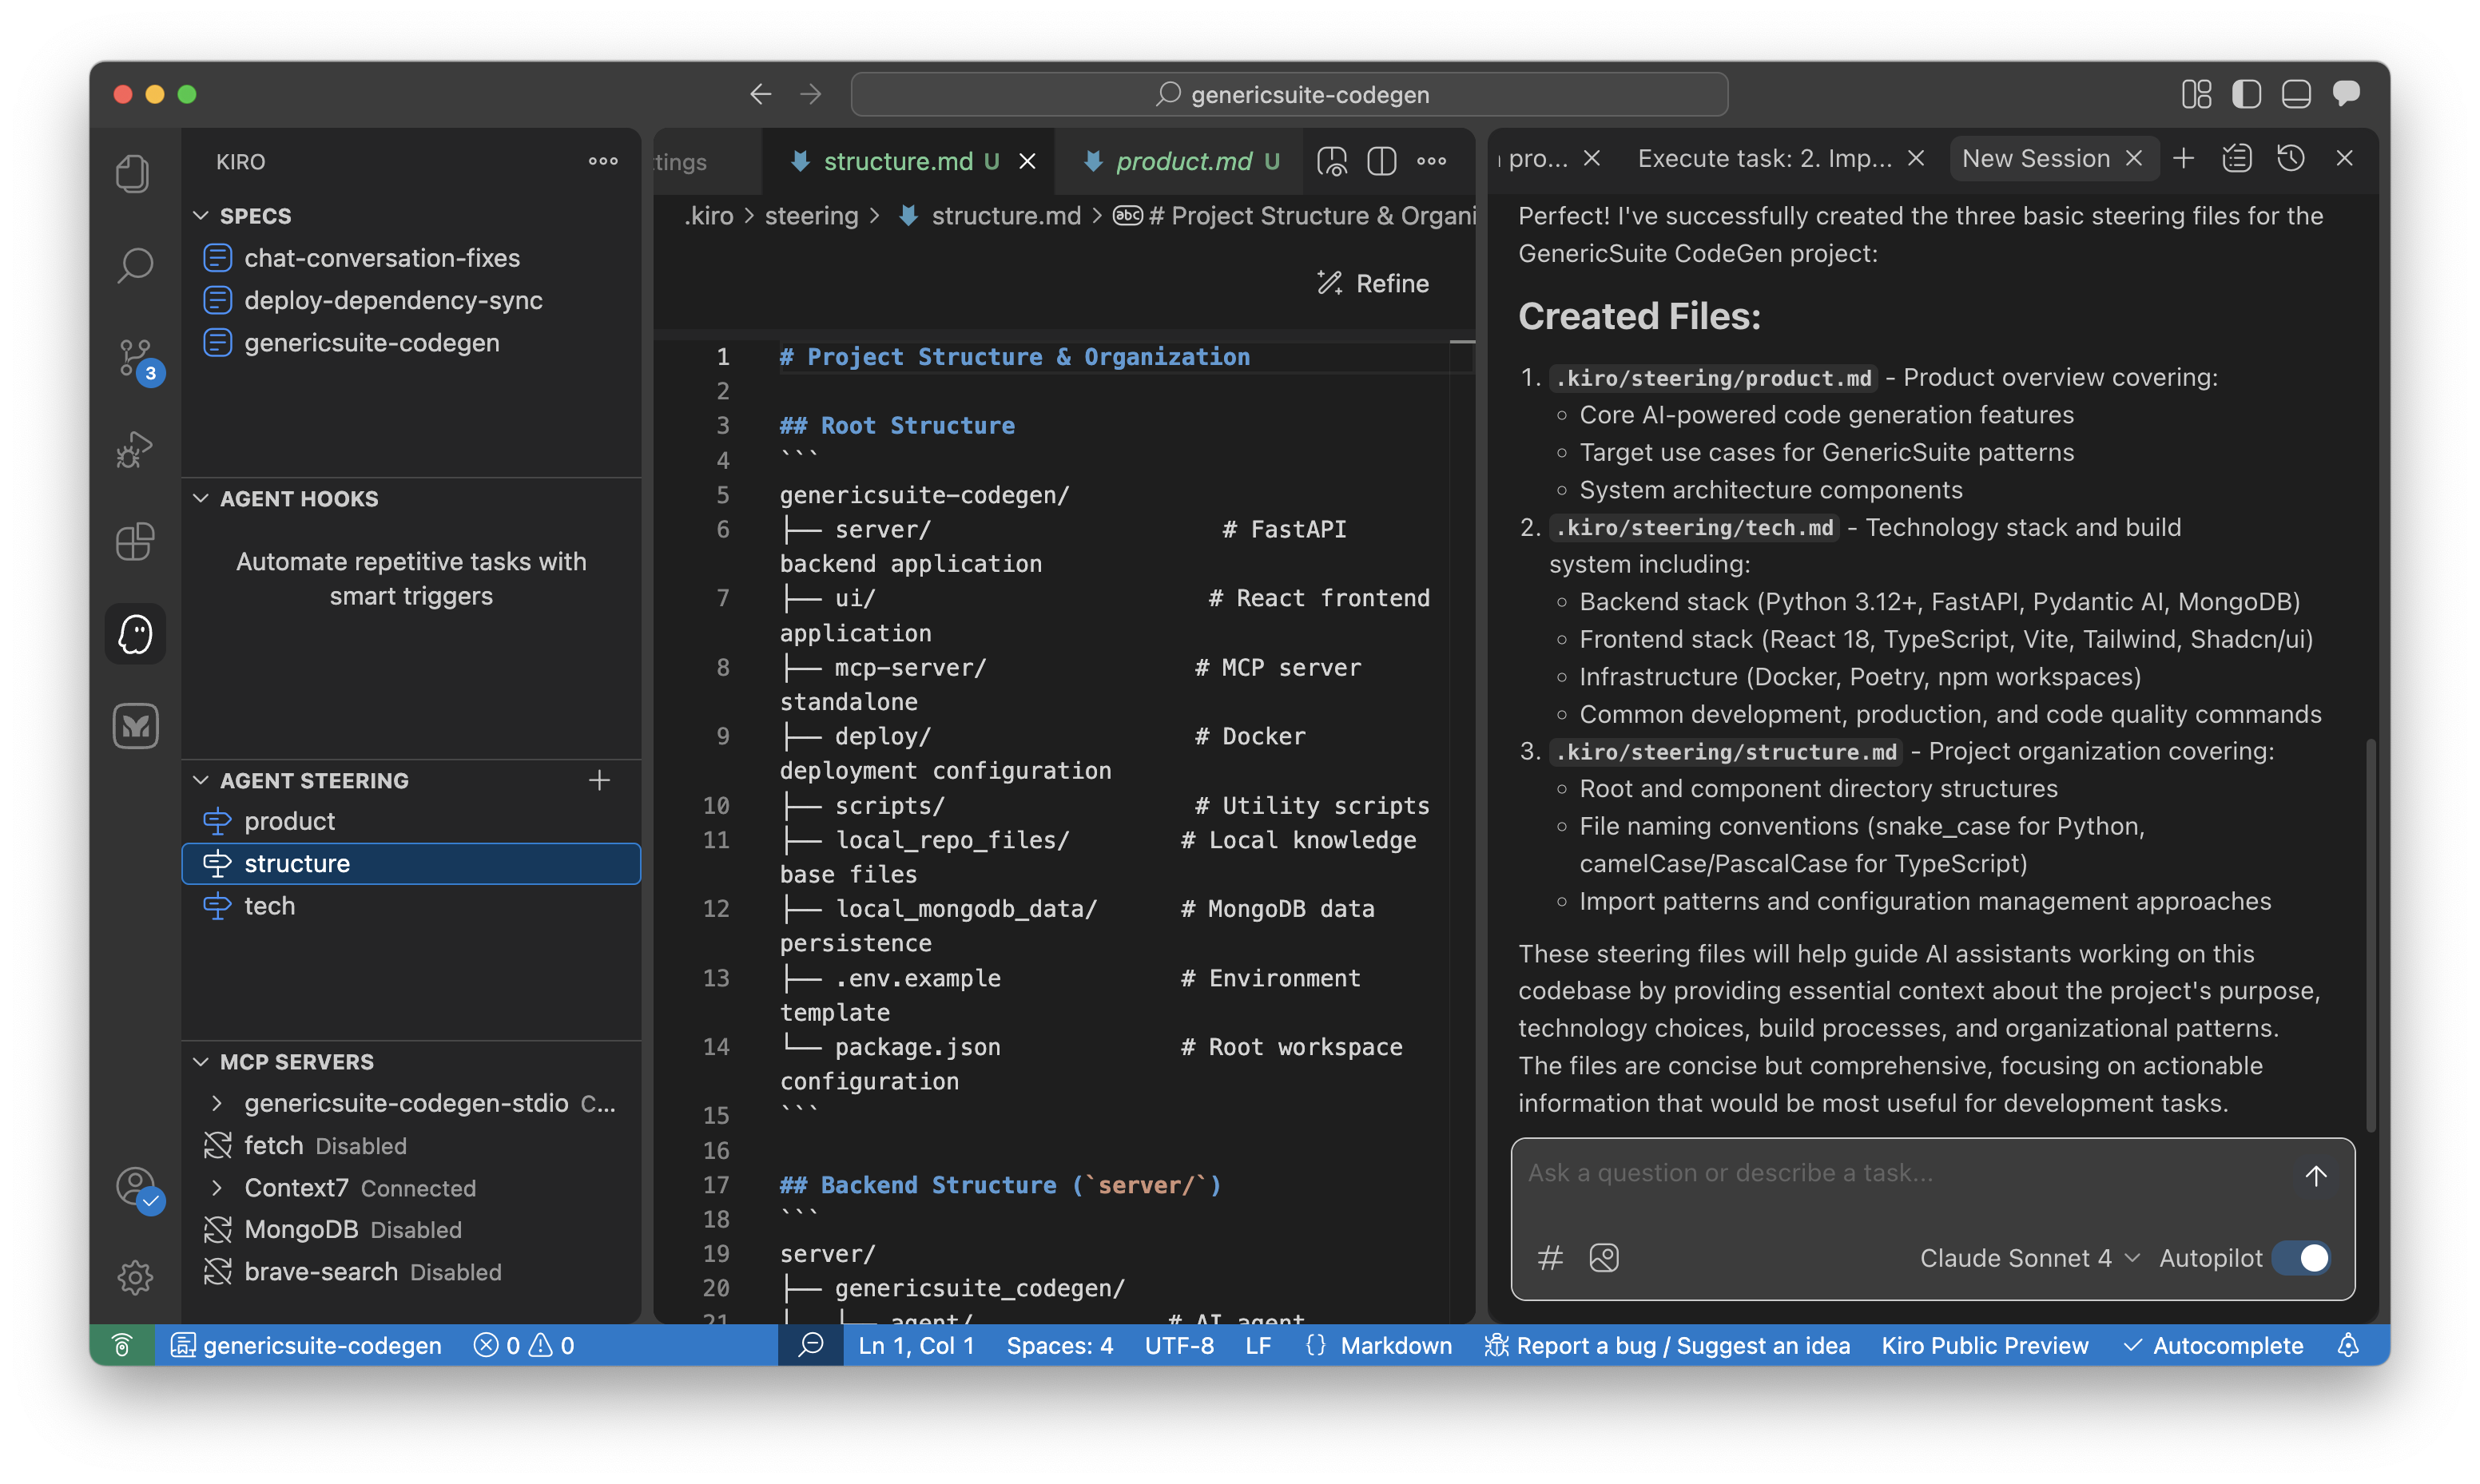 genericsuite-codegen
KIRO
SPECS
chat-conversation-fixes
deploy-dependency-sync
genericsuite-codegen
3
AGENT HOOKS
Automate repetitive tasks with
smart triggers
AGENT STEERING
product
structure
tech
MCP SERVERS
genericsuite-codegen-stdio C...
fetch Disabled
Context7 Connected
MongoDB Disabled
brave-search Disabled
tings
structure.md U
product.md U
.kiro > steering > structure.md > abc # Project Structure & Organi
Refine
1 # Project Structure & Organization
2
3 ## Root Structure
4 ```
5 genericsuite-codegen/
6 ├── server/ # FastAPI
backend application
7 ├── ui/ # React frontend
application
8 ├── mcp-server/ # MCP server
standalone
9 ├── deploy/ # Docker
deployment configuration
10 ├── scripts/ # Utility scripts
11 ├── local_repo_files/ # Local knowledge
base files
12 ├── local_mongodb_data/ # MongoDB data
persistence
13 ├── .env.example # Environment
template
14 └── package.json # Root workspace
configuration
15 ```
16
17 ## Backend Structure (`server/`)
18 ```
19 server/
20 ├── genericsuite_codegen/
21 │ ├── agent/ # AI agent
pro...
Execute task: 2. Imp...
New Session
Perfect! I've successfully created the three basic steering files for the
GenericSuite CodeGen project:
Created Files:
1. .kiro/steering/product.md - Product overview covering:
◦ Core AI-powered code generation features
◦ Target use cases for GenericSuite patterns
◦ System architecture components
2. .kiro/steering/tech.md - Technology stack and build
system including:
◦ Backend stack (Python 3.12+, FastAPI, Pydantic AI, MongoDB)
◦ Frontend stack (React 18, TypeScript, Vite, Tailwind, Shadcn/ui)
◦ Infrastructure (Docker, Poetry, npm workspaces)
◦ Common development, production, and code quality commands
3. .kiro/steering/structure.md - Project organization covering:
◦ Root and component directory structures
◦ File naming conventions (snake_case for Python,
camelCase/PascalCase for TypeScript)
◦ Import patterns and configuration management approaches
These steering files will help guide AI assistants working on this
codebase by providing essential context about the project's purpose,
technology choices, build processes, and organizational patterns.
The files are concise but comprehensive, focusing on actionable
information that would be most useful for development tasks.
Ask a question or describe a task...
# Claude Sonnet 4 Autopilot
genericsuite-codegen 0 0 Ln 1, Col 1 Spaces: 4 UTF-8 LF {} Markdown Report a bug / Suggest an idea Kiro Public Preview ✓ Autocomplete